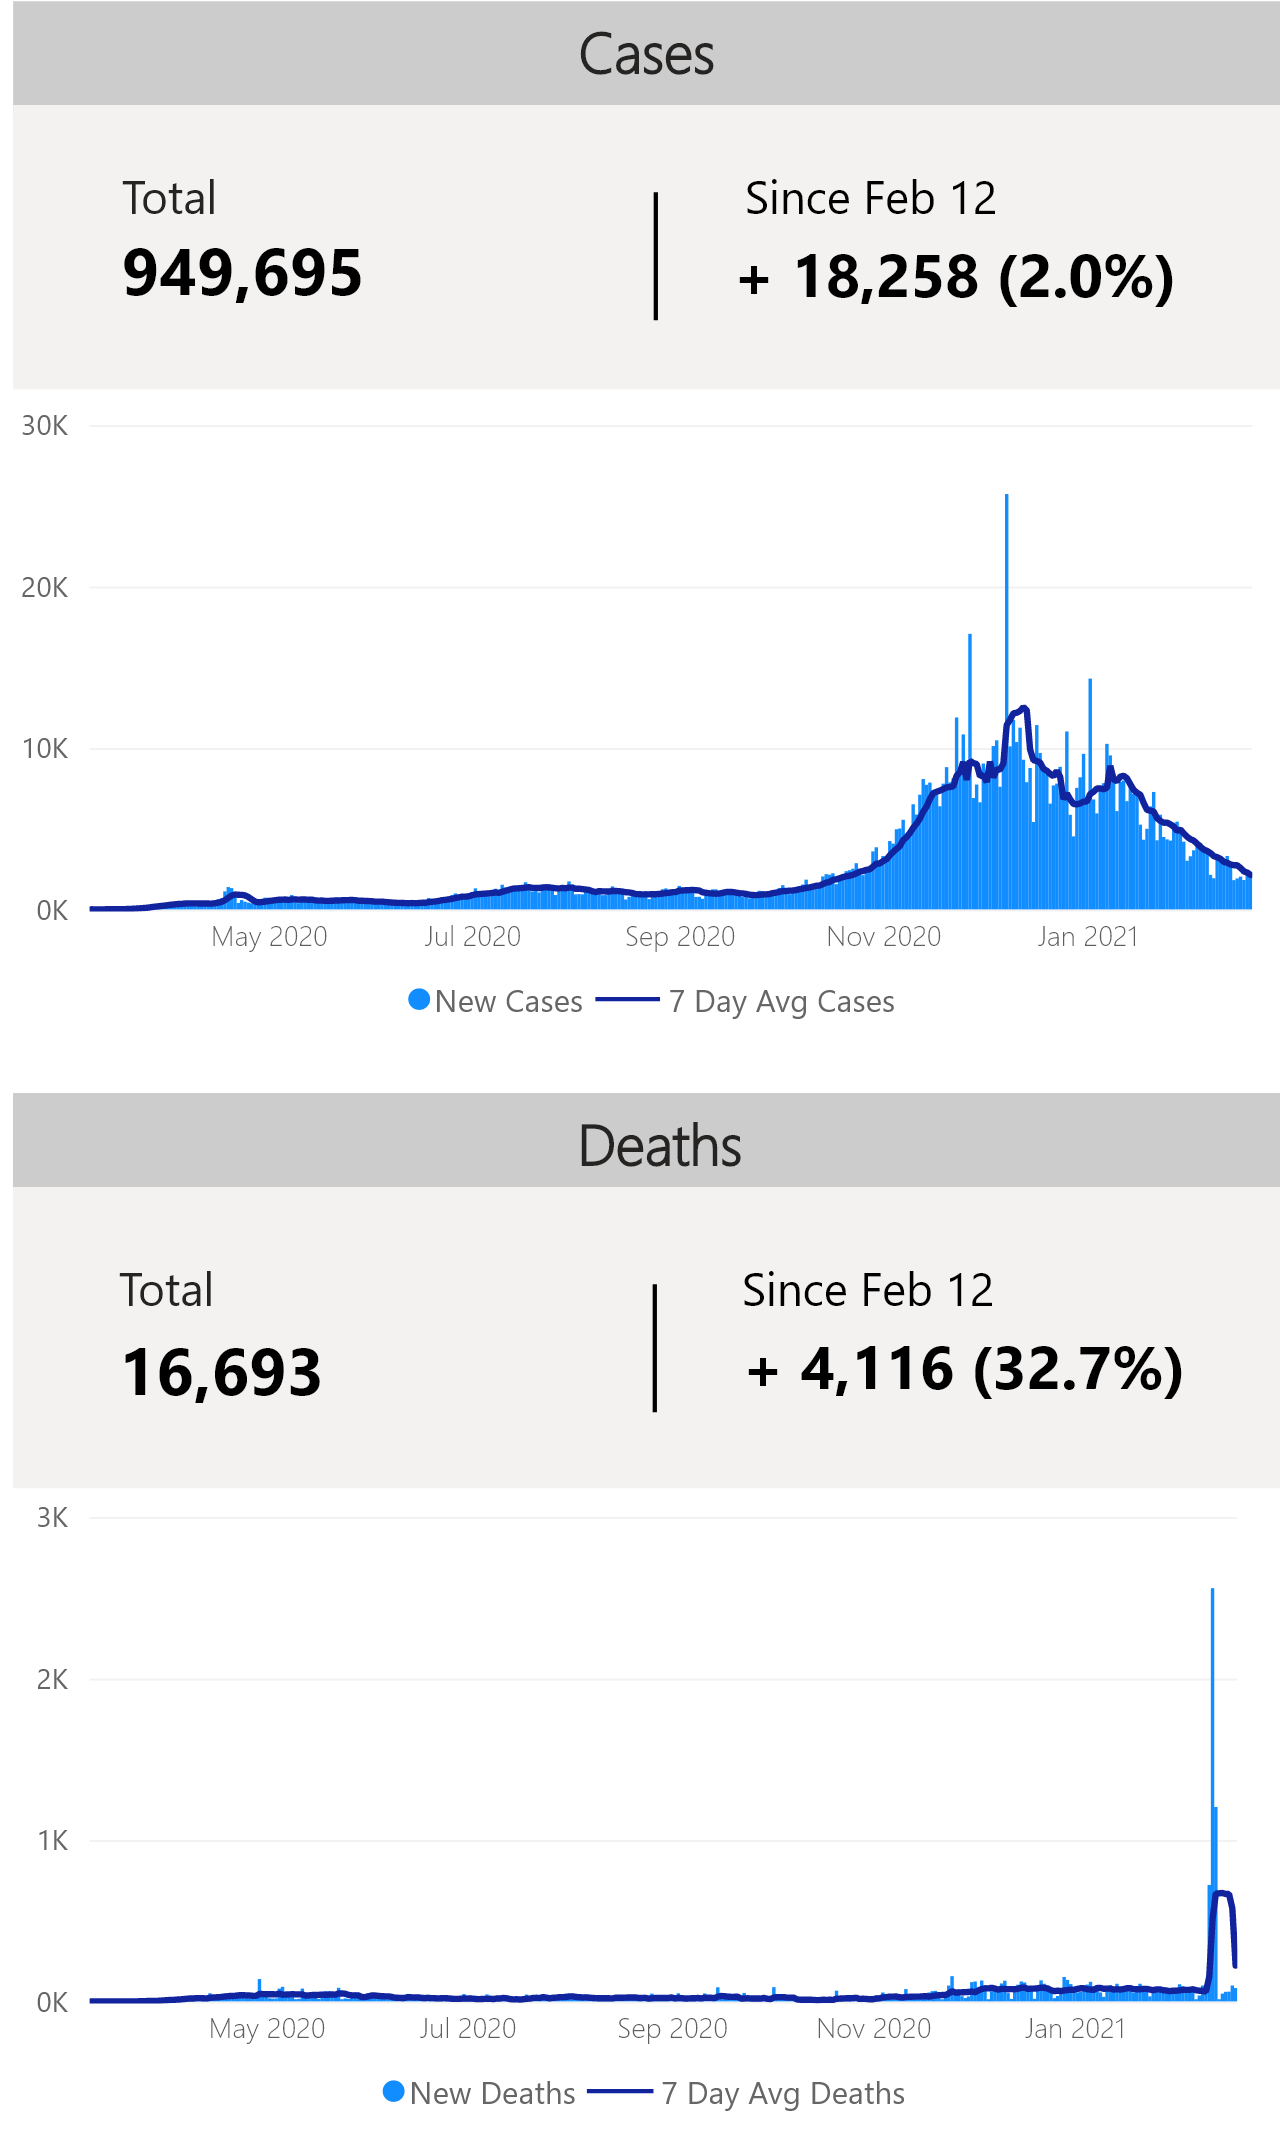 Cases
Total
Since Feb 12
949,695
+ 18,258 (2.0%)
30K
20K
10K
0K
May 2020
Jul 2020
Sep 2020
Nov 2020
Jan 2021
New Cases
7 Day Avg Cases
Deaths
Total
Since Feb 12
16,693
+ 4,116 (32.7%)
3K
2K
1K
0K
May 2020
Jul 2020
Sep 2020
Nov 2020
Jan 2021
New Deaths
7 Day Avg Deaths